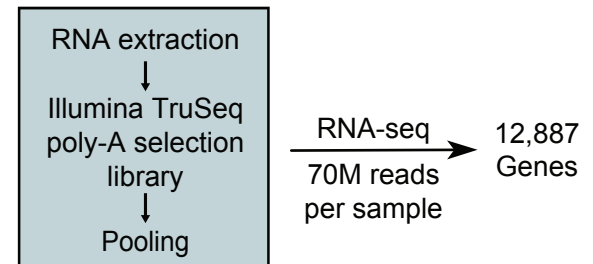 RNA extraction
Illumina TruSeq
poly-A selection
library
Pooling
RNA-seq
70M reads
per sample
12,887
Genes